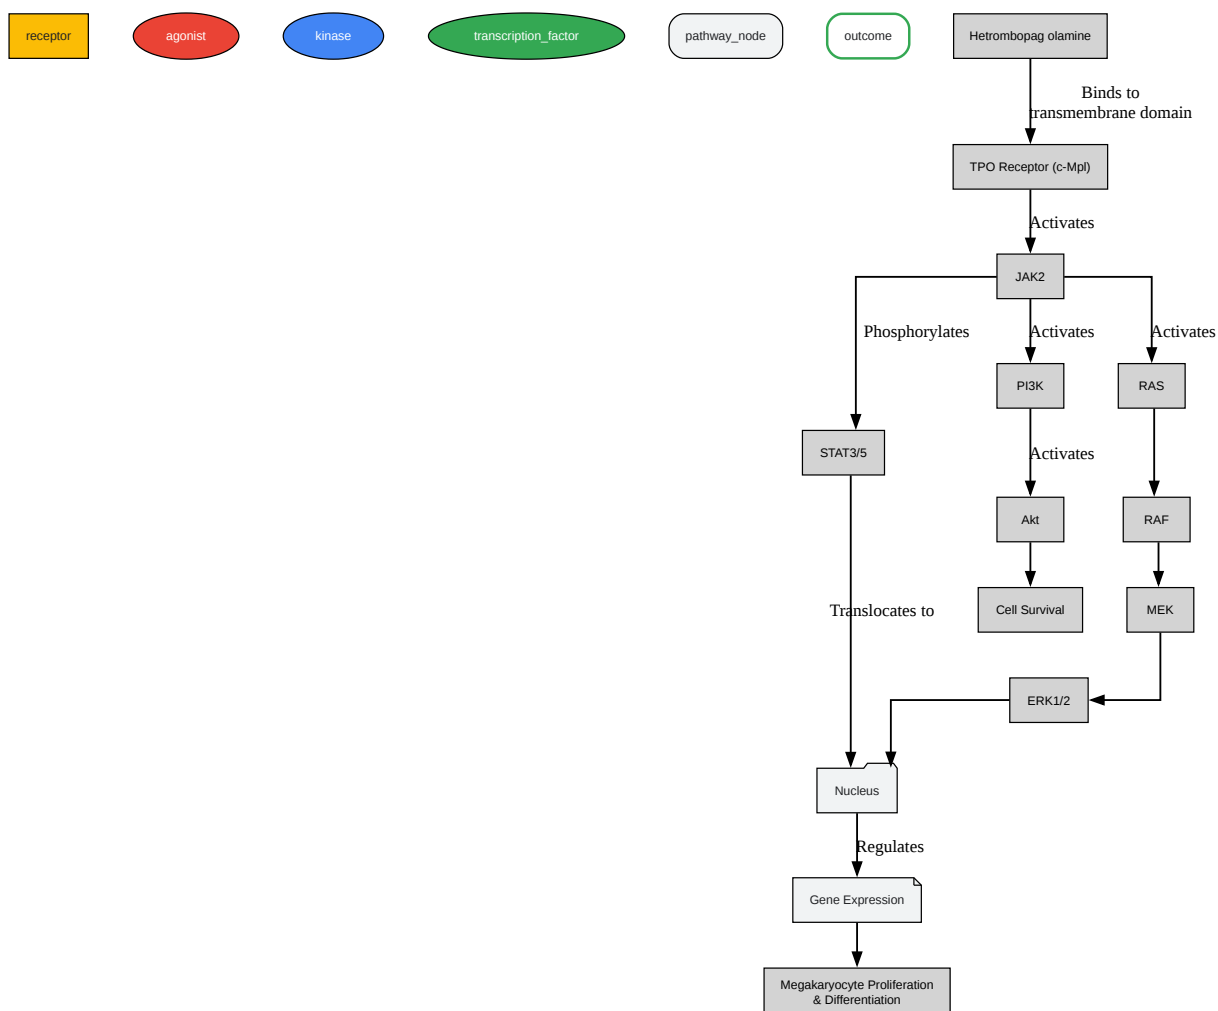 receptor
agonist
kinase
transcription_factor
pathway_node
outcome
Hetrombopag olamine
Binds to
transmembrane domain
TPO Receptor (c-Mpl)
Activates
JAK2
Phosphorylates
Activates
Activates
PI3K
RAS
STAT3/5
Activates
Akt
RAF
Translocates to
Cell Survival
MEK
ERK1/2
Nucleus
Regulates
Gene Expression
Megakaryocyte Proliferation
& Differentiation